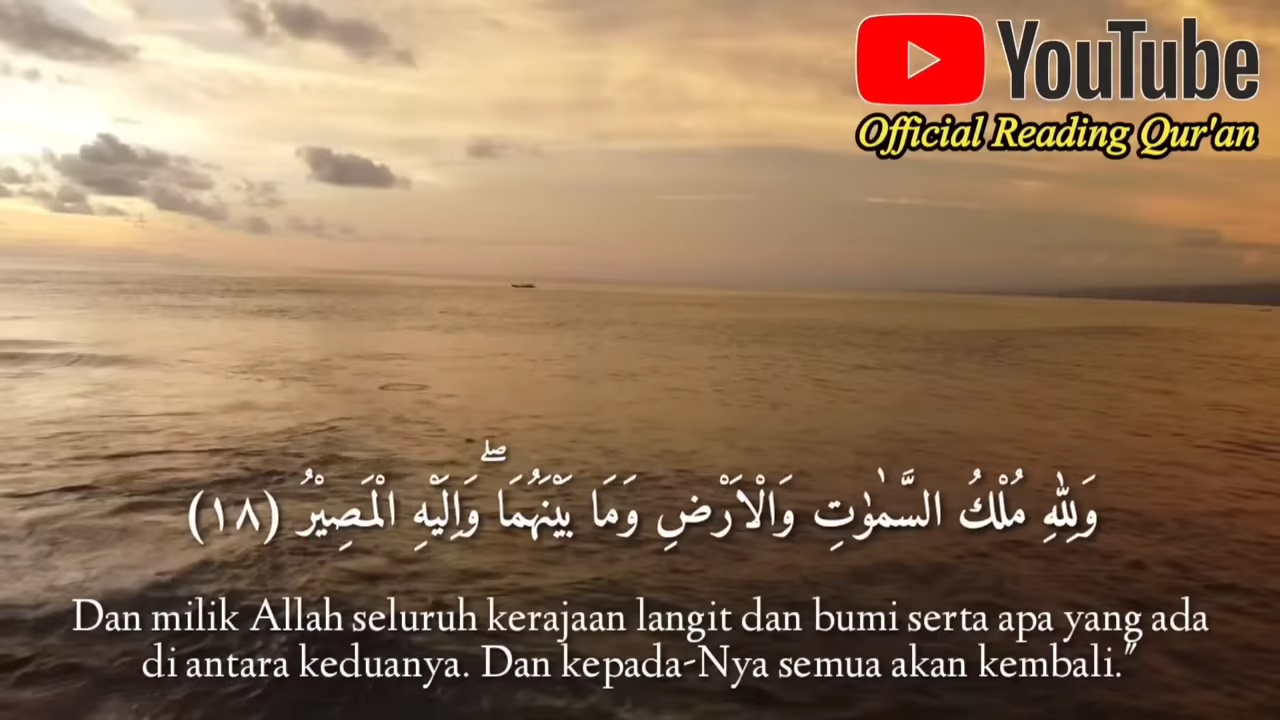 YouTube
Official Reading Qur'an
وَلِلّٰهِ مُلْكُ السَّمٰوٰتِ وَالْاَرْضِ وَمَا بَيْنَهُمَا ۖوَاِلَيْهِ الْمَصِيْرُ (١٨)
Dan milik Allah seluruh kerajaan langit dan bumi serta apa yang ada
di antara keduanya. Dan kepada-Nya semua akan kembali."